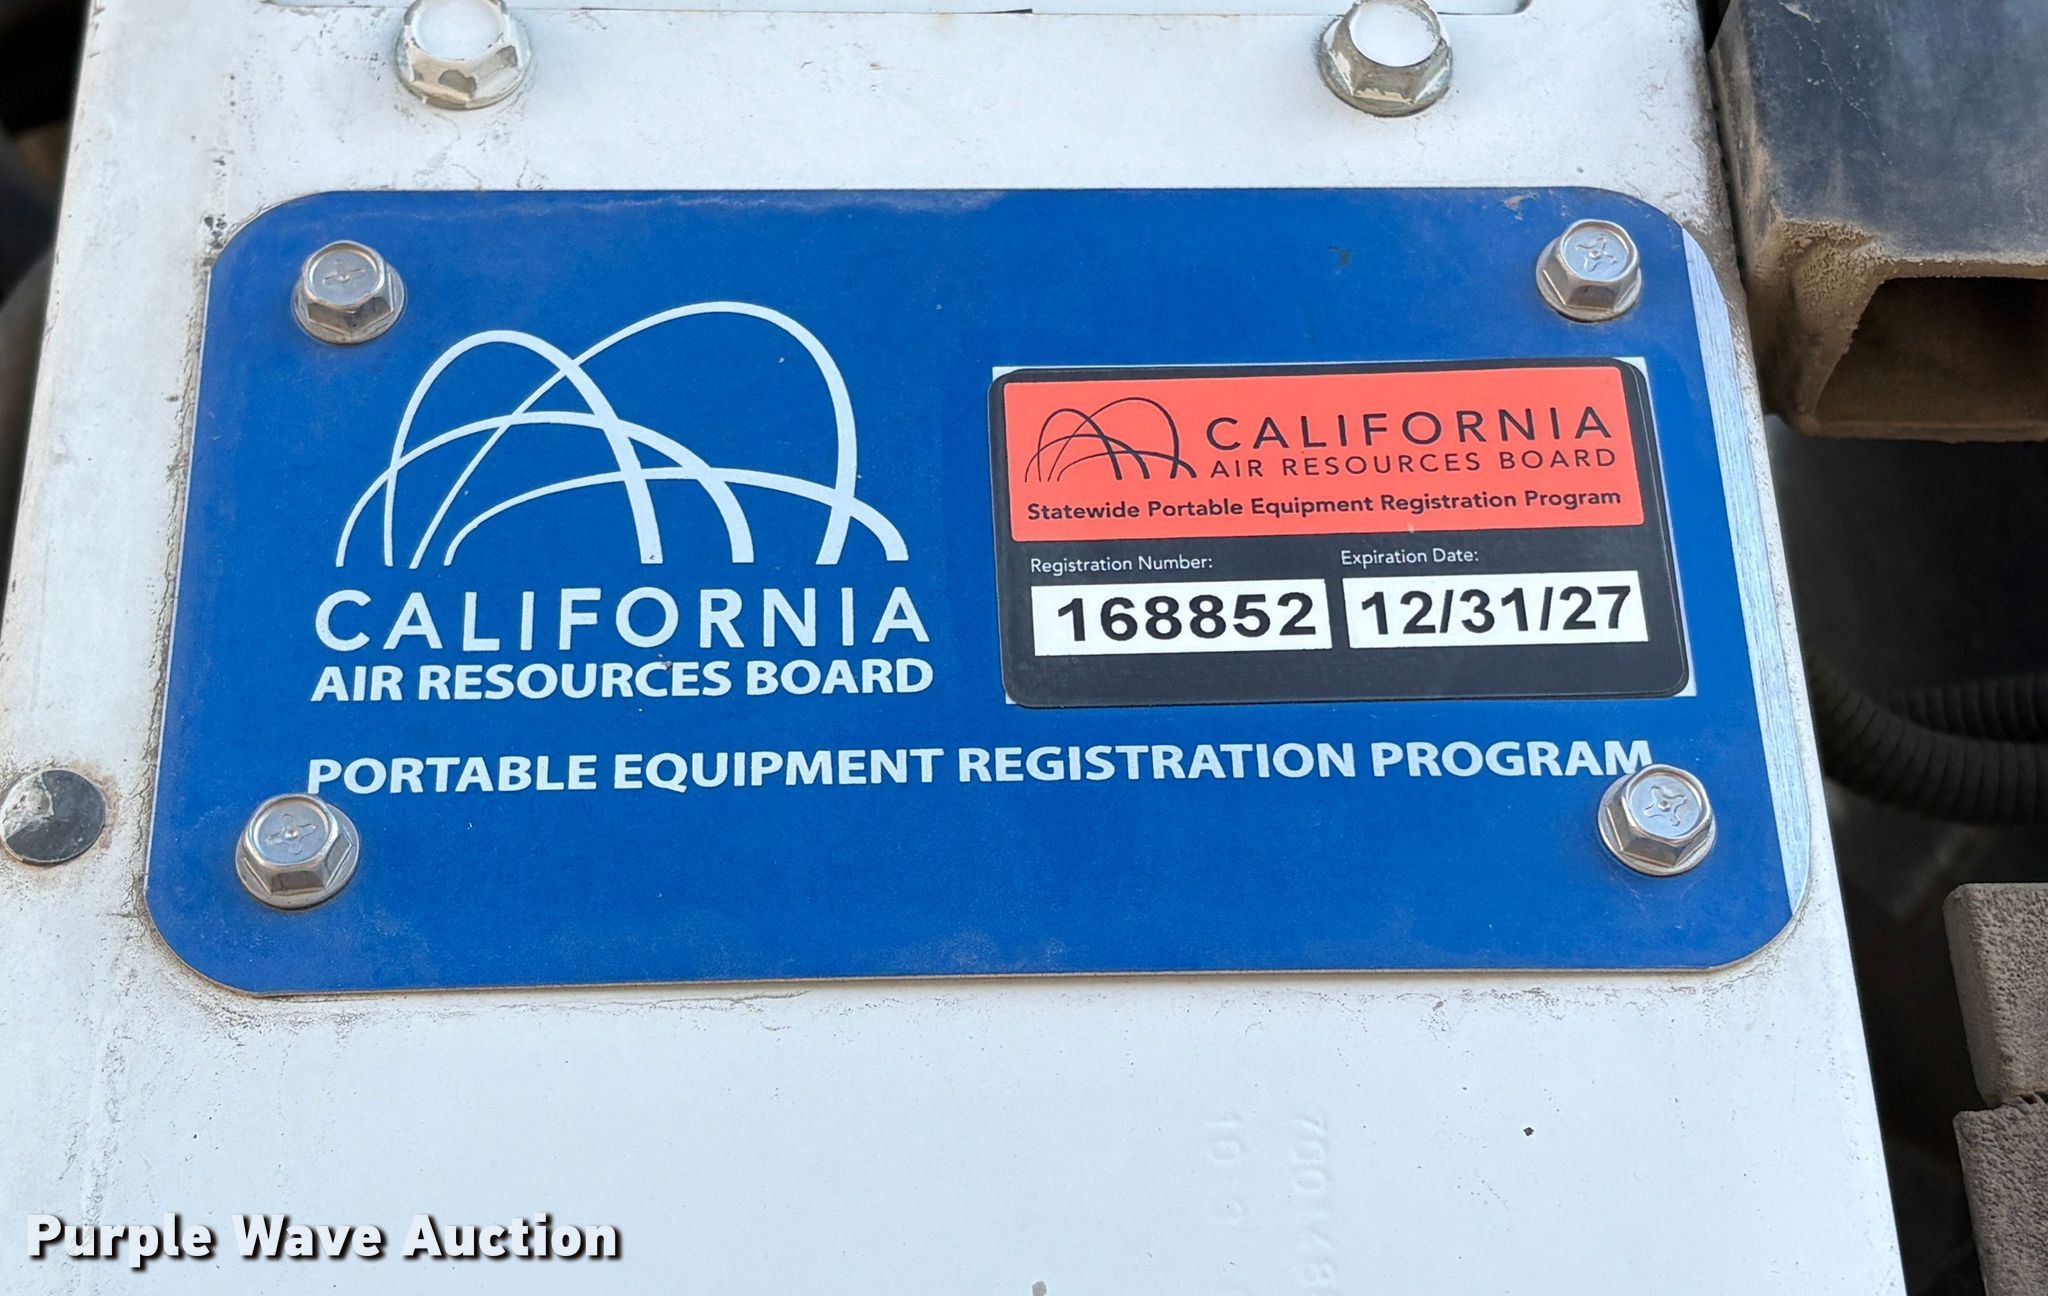 CALIFORNIA
AIR RESOURCES BOARD
CALIFORNIA
AIR RESOURCES BOARD
Statewide Portable Equipment Registration Program
Registration Number: Expiration Date:
168852 12/31/27
PORTABLE EQUIPMENT REGISTRATION PROGRAM
Purple Wave Auction